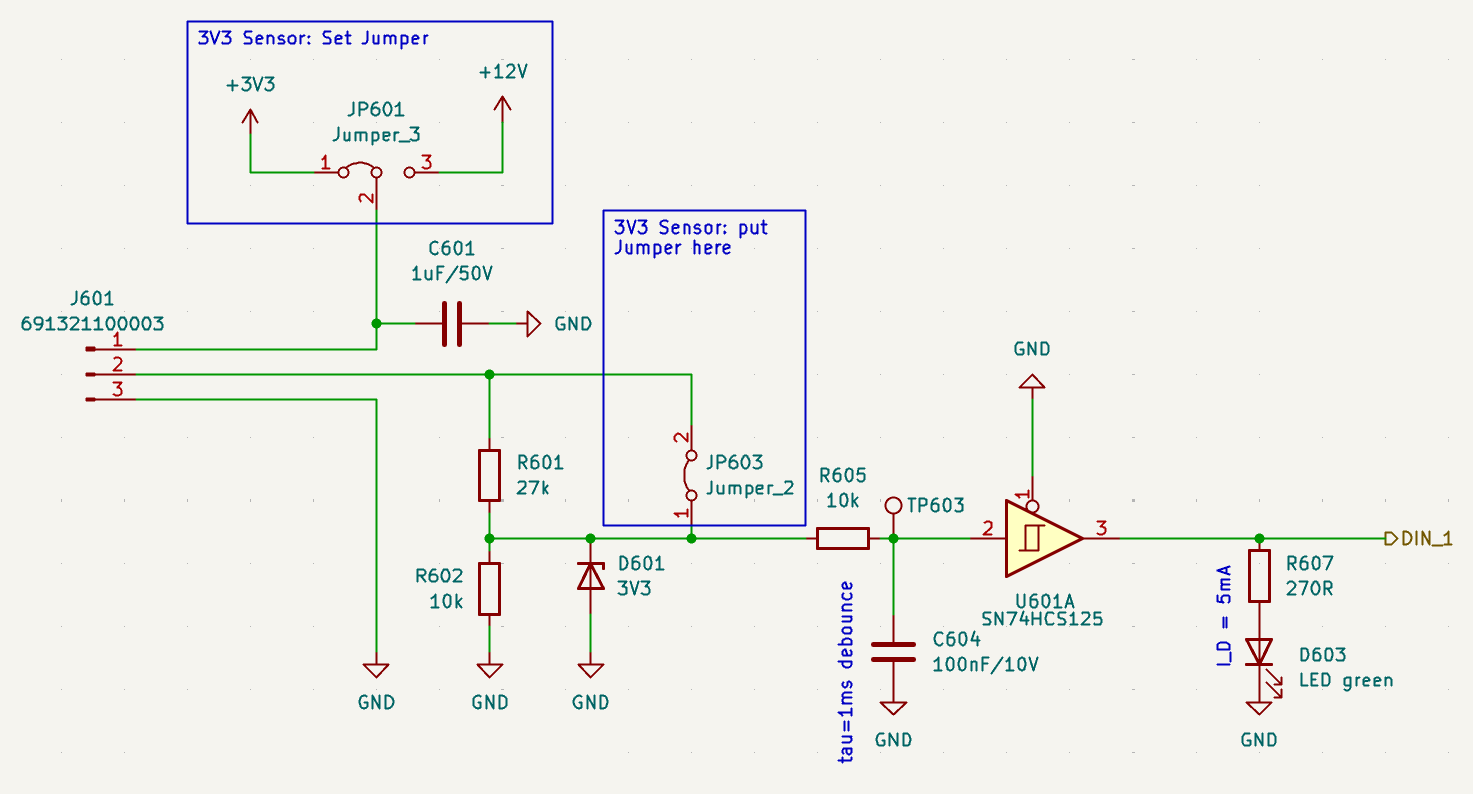 3V3 Sensor: Set Jumper
+3V3
+12V
JP601
Jumper_3
1
3
2
3V3 Sensor: put
Jumper here
C601
1uF/50V
GND
J601
691321100003
1
2
3
GND
2
JP603
Jumper_2
1
R601
27k
R605
10k
TP603
1
2
3
DIN_1
R602
10k
D601
3V3
U601A
SN74HCS125
R607
270R
I_D = 5mA
tau=1ms debounce
C604
100nF/10V
D603
LED green
GND
GND
GND
GND
GND